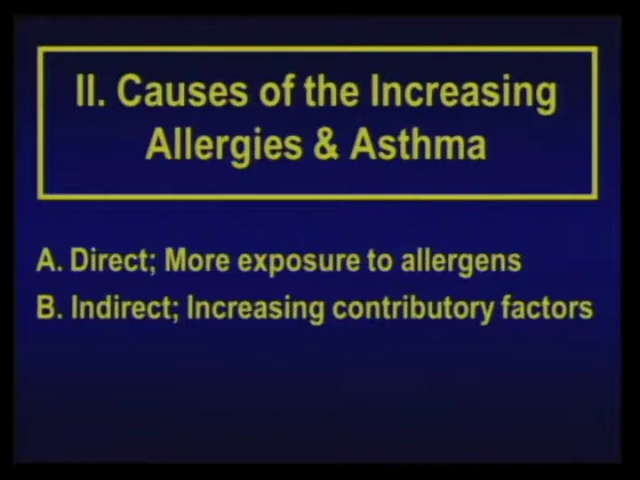 II. Causes of the Increasing
Allergies & Asthma
A. Direct; More exposure to allergens
B. Indirect; Increasing contributory factors